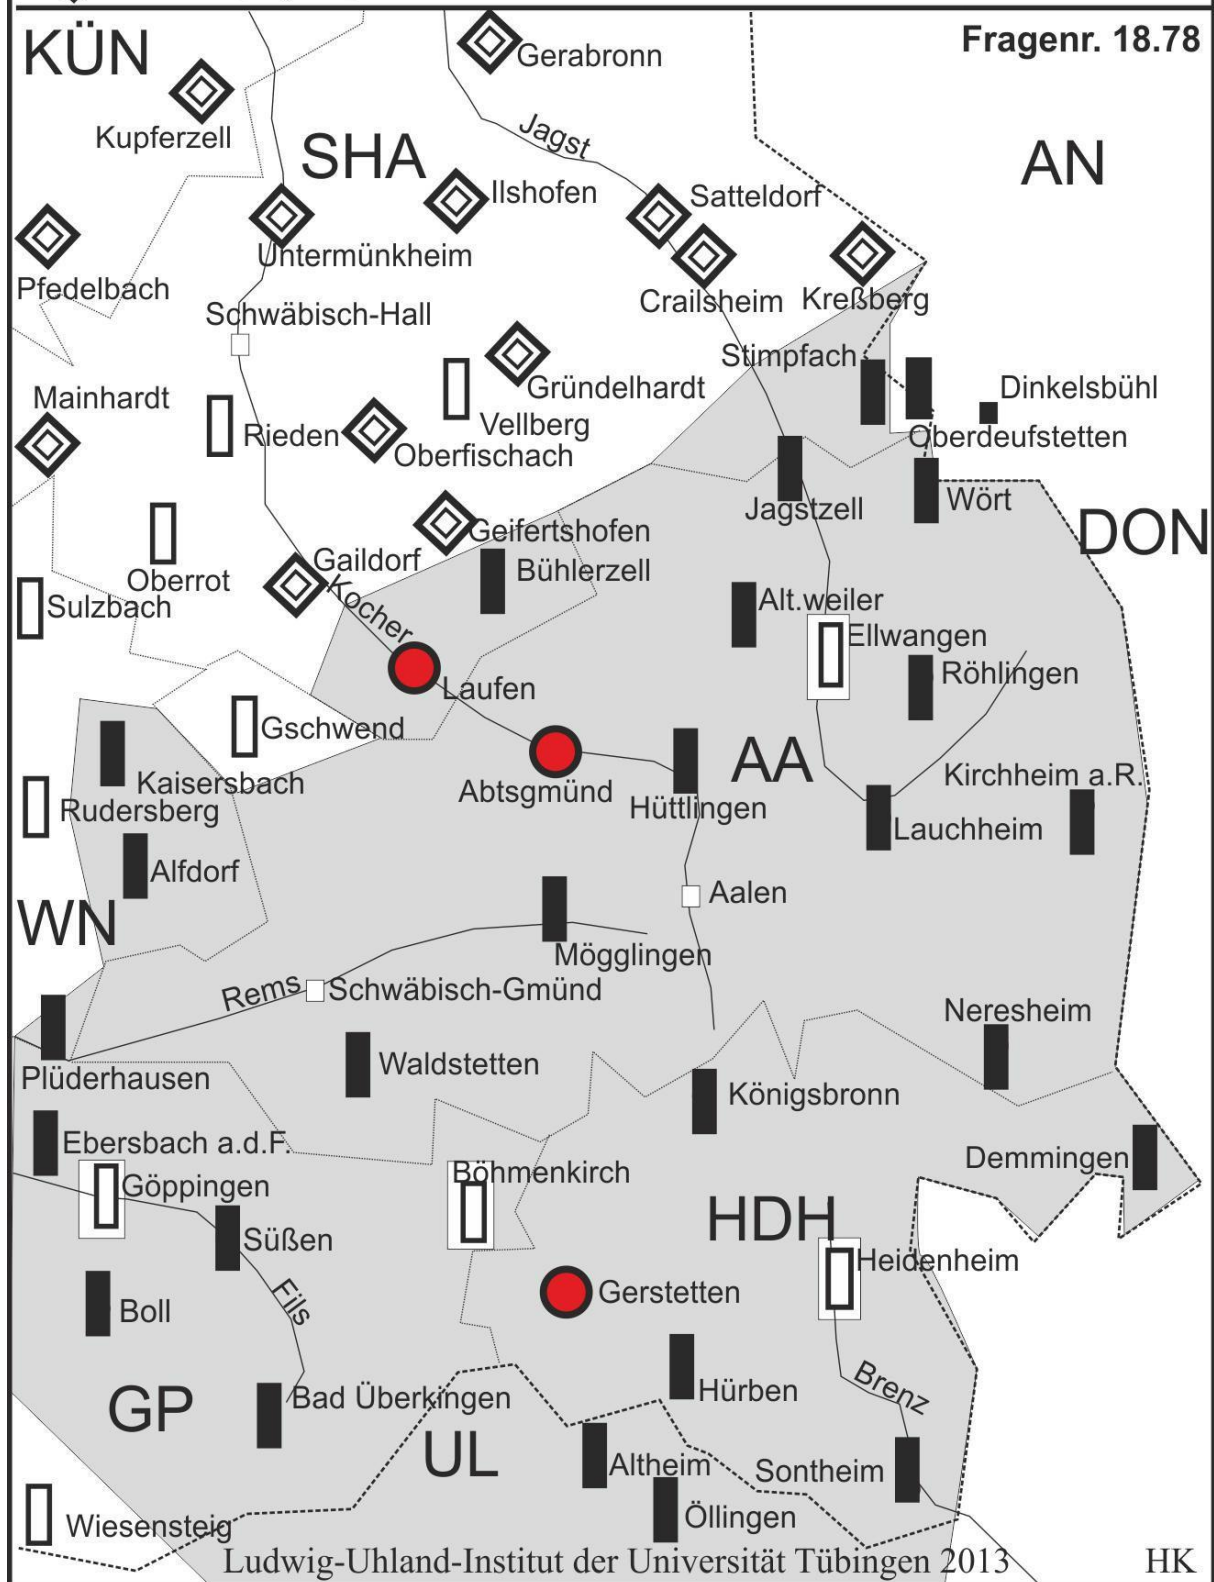 KÜN
Gerabronn
Fragenr. 18.78
Kupferzell
Jagst
SHA
AN
Ilshofen
Satteldorf
Untermünkheim
Pfedelbach
Crailsheim
Kreßberg
Schwäbisch-Hall
Stimpfach
Mainhardt
Gründelhardt
Dinkelsbühl
Rieden
Vellberg
Oberdeufstetten
Oberfischach
Jagstzell
Wört
Geifertshofen
DON
Gaildorf
Bühlerzell
Oberrot
Sulzbach
Kocher
Alt.weiler
Ellwangen
Röhlingen
Laufen
Gschwend
AA
Kaisersbach
Kirchheim a.R.
Abtsgmünd
Hüttlingen
Rudersberg
Lauchheim
Alfdorf
Aalen
WN
Mögglingen
Rems
Schwäbisch-Gmünd
Neresheim
Waldstetten
Plüderhausen
Königsbronn
Ebersbach a.d.F.
Demmingen
Böhmenkirch
Göppingen
HDH
Süßen
Heidenheim
Gerstetten
Boll
Fils
Hürben
Brenz
GP
Bad Überkingen
UL
Altheim
Sontheim
Öllingen
Wiesensteig
Ludwig-Uhland-Institut der Universität Tübingen 2013
HK